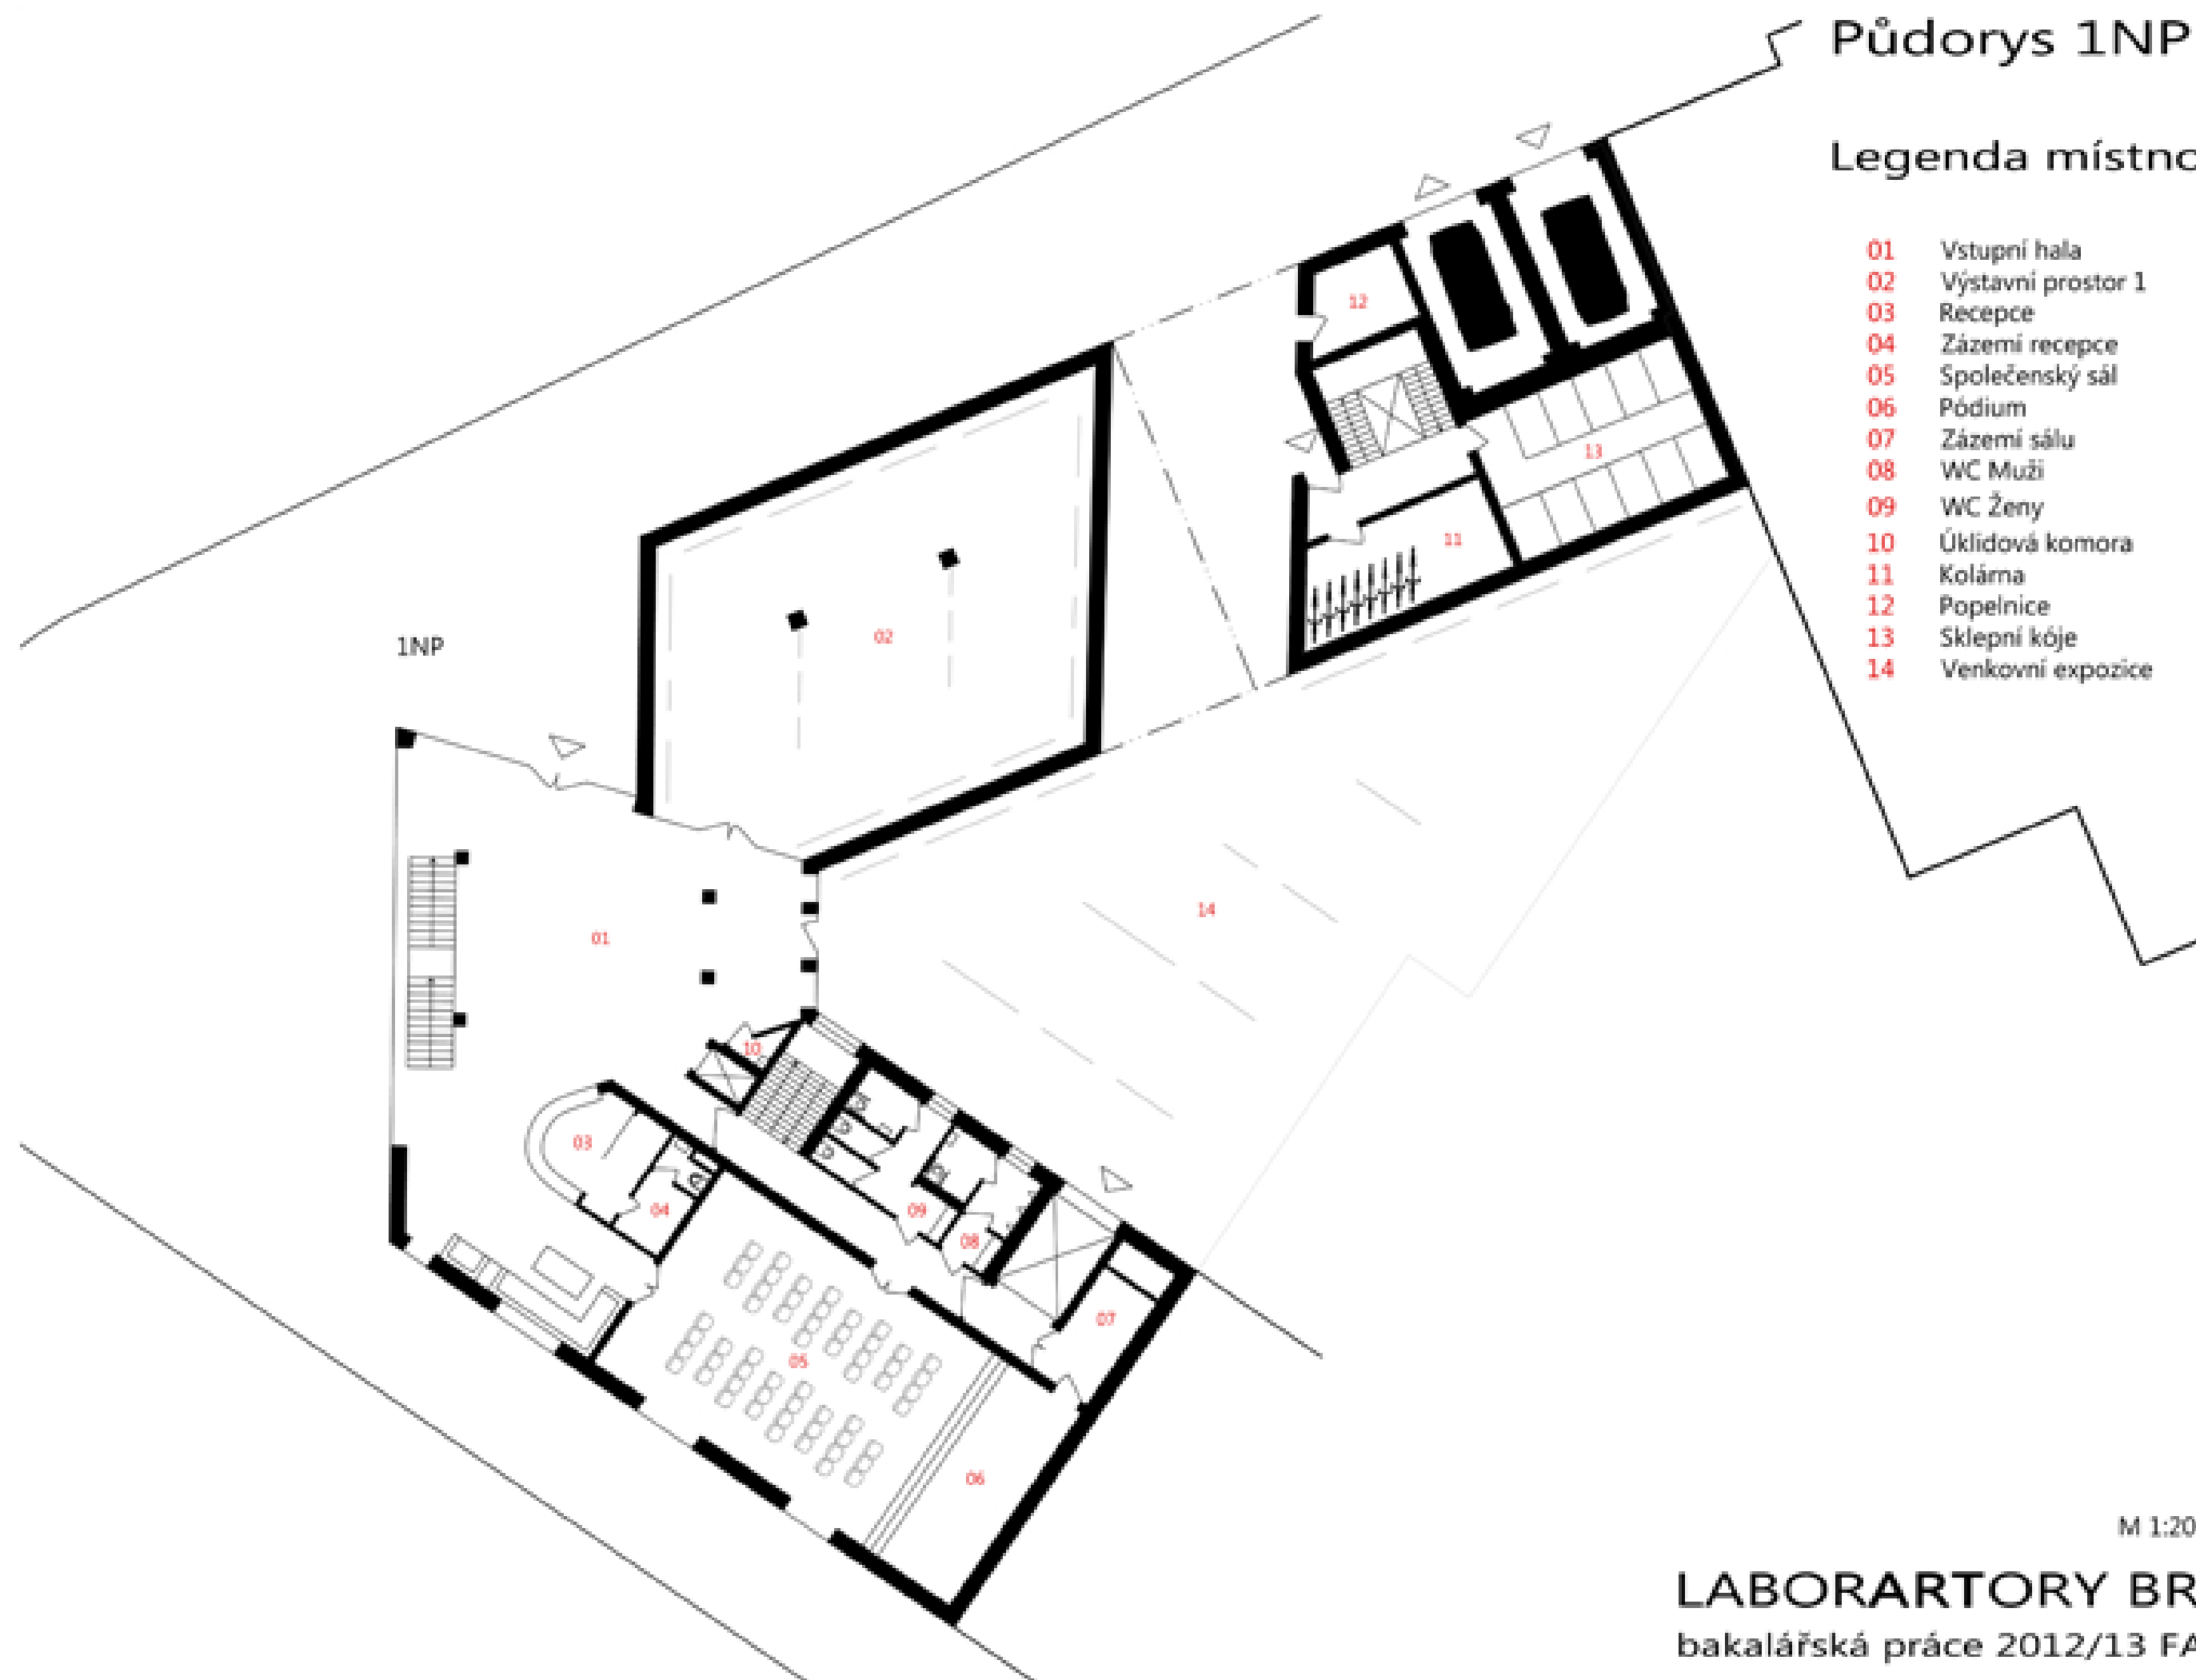 Půdorys 1NP
Legenda místno
01 Vstupní hala
02 Výstavní prostor 1
03 Recepce
04 Zázemí recepce
05 Společenský sál
06 Pódium
07 Zázemí sálu
08 WC Muži
09 WC Ženy
10 Úklidová komora
11 Kolárna
12 Popelnice
13 Sklepní kóje
14 Venkovní expozice
12
13
11
02
1NP
14
01
10
03
04
09
08
07
05
06
M 1:20
LABORARTORY BR
bakalářská práce 2012/13 FA